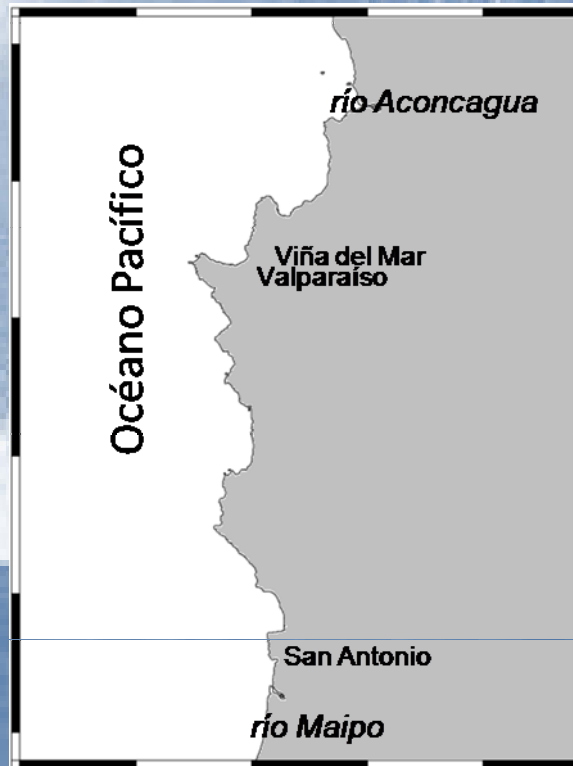 río Aconcagua
Océano Pacífico
Viña del Mar
Valparaíso
San Antonio
río Maipo